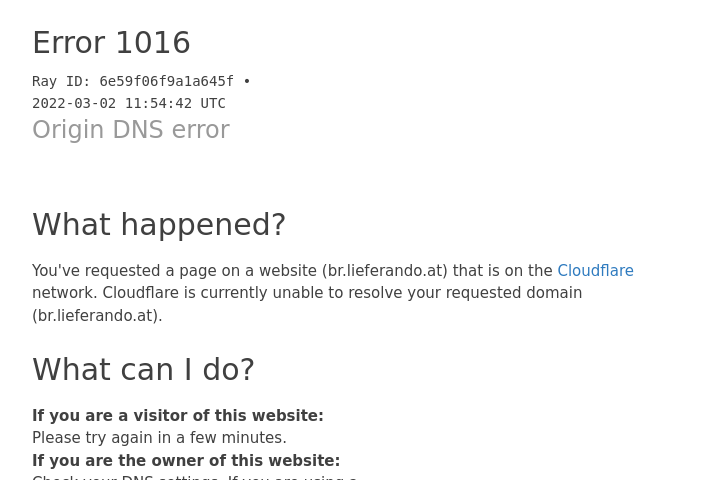 Error 1016
Ray ID: 6e59f06f9a1a645f •
2022-03-02 11:54:42 UTC
Origin DNS error
What happened?
You've requested a page on a website (br.lieferando.at) that is on the Cloudflare
network. Cloudflare is currently unable to resolve your requested domain
(br.lieferando.at).
What can I do?
If you are a visitor of this website:
Please try again in a few minutes.
If you are the owner of this website:
Check your DNS settings. If you are using a